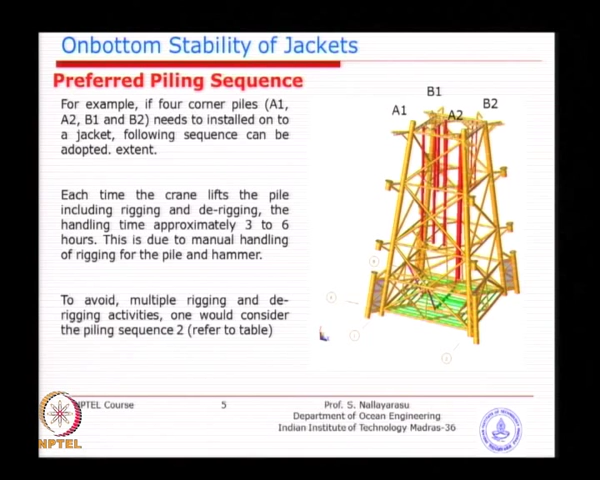 Onbottom Stability of Jackets
Preferred Piling Sequence
For example, if four corner piles (A1,
A2, B1 and B2) needs to installed on to
a jacket, following sequence can be
adopted. extent.
Each time the crane lifts the pile
including rigging and de-rigging, the
handling time approximately 3 to 6
hours. This is due to manual handling
of rigging for the pile and hammer.
To avoid, multiple rigging and de-
rigging activities, one would consider
the piling sequence 2 (refer to table)
B1
A1
A2
B2
NPTEL Course
5
Prof. S. Nallayarasu
Department of Ocean Engineering
Indian Institute of Technology Madras-36
NPTEL